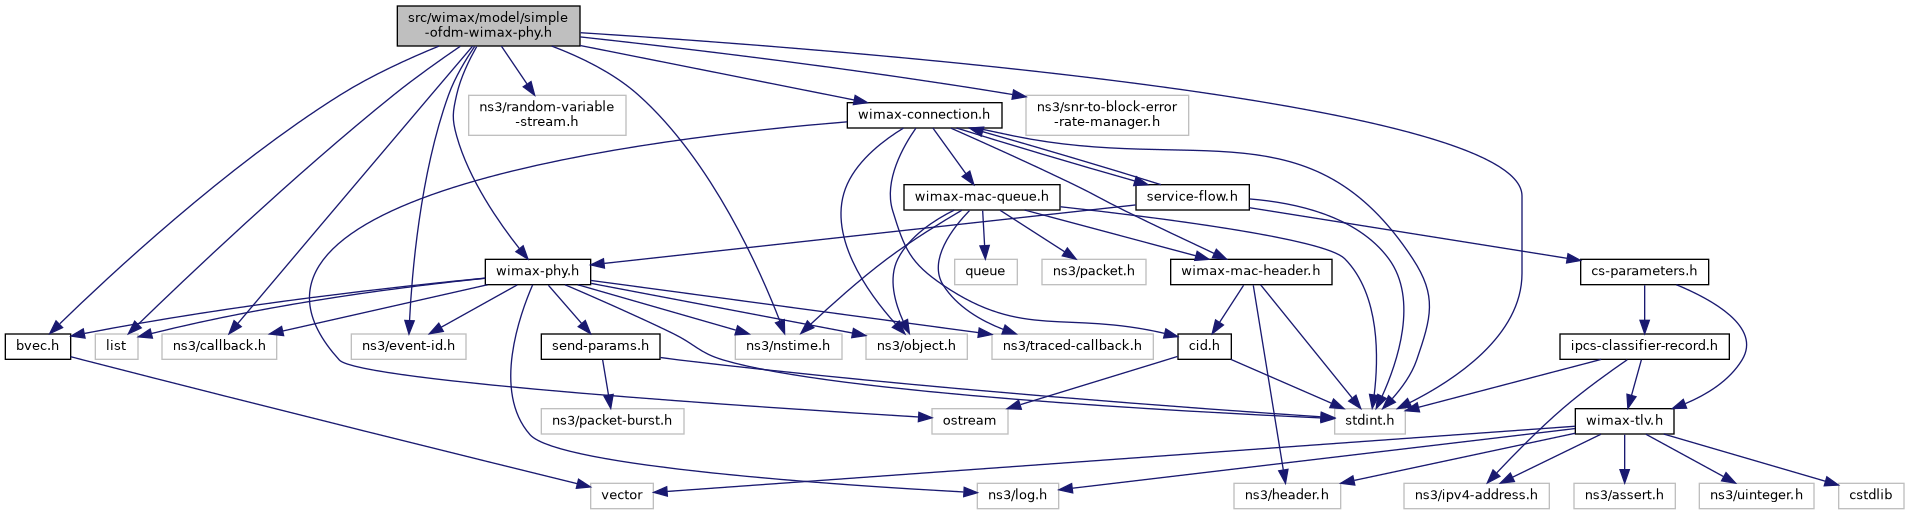 src/wimax/model/simple
-ofdm-wimax-phy.h
ns3/random-variable
-stream.h
wimax-connection.h
ns3/snr-to-block-error
-rate-manager.h
wimax-mac-queue.h
service-flow.h
wimax-phy.h
queue
ns3/packet.h
wimax-mac-header.h
cs-parameters.h
bvec.h
list
ns3/callback.h
ns3/event-id.h
send-params.h
ns3/nstime.h
ns3/object.h
ns3/traced-callback.h
cid.h
ipcs-classifier-record.h
ns3/packet-burst.h
ostream
stdint.h
wimax-tlv.h
vector
ns3/log.h
ns3/header.h
ns3/ipv4-address.h
ns3/assert.h
ns3/uinteger.h
cstdlib